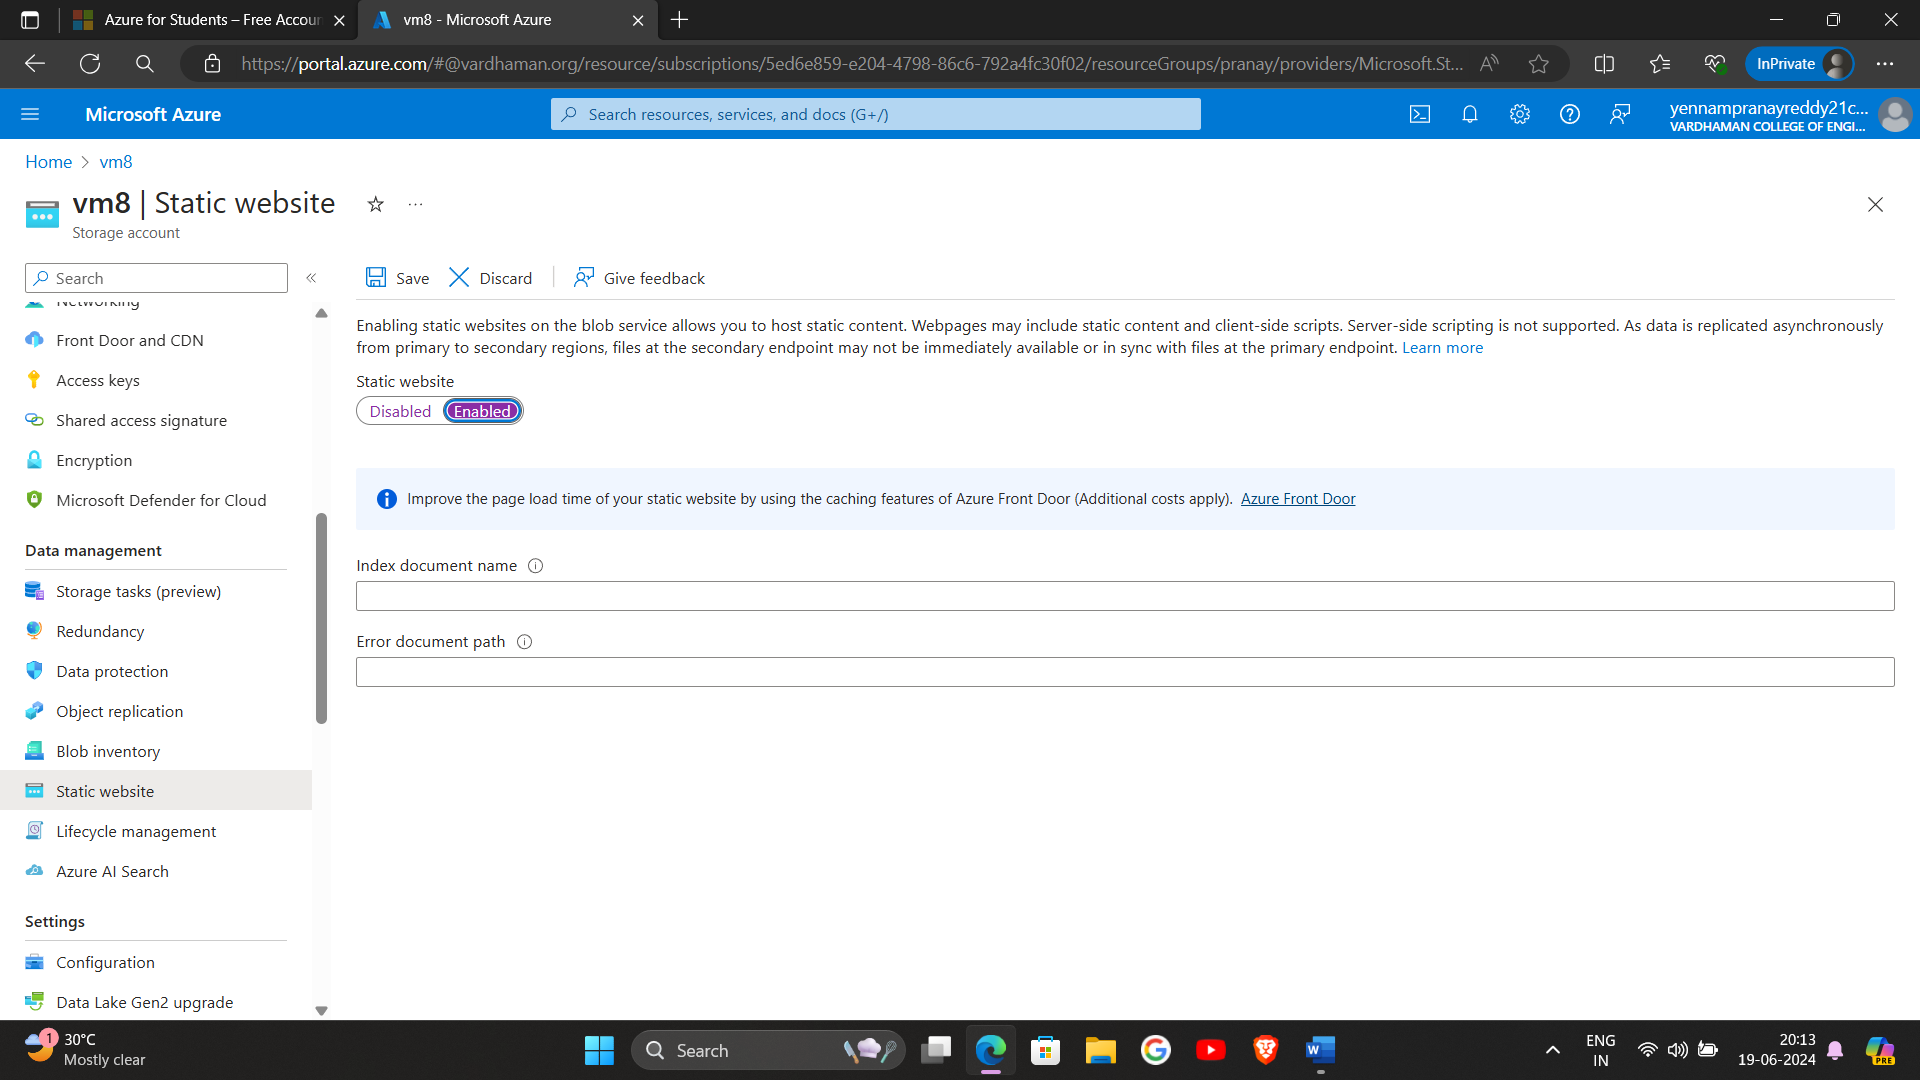 Azure for Students – Free Accoun
vm8 - Microsoft Azure
https://portal.azure.com/#@vardhaman.org/resource/subscriptions/5ed6e859-e204-4798-86c6-792a4fc30f02/resourceGroups/pranay/providers/Microsoft.St...
InPrivate
Microsoft Azure
Search resources, services, and docs (G+/)
yennampranayreddy21c...
VARDHAMAN COLLEGE OF ENGI...
Home > vm8
vm8 | Static website
Storage account
Search
Save
Discard
Give feedback
Networking
Front Door and CDN
Access keys
Shared access signature
Encryption
Microsoft Defender for Cloud
Data management
Storage tasks (preview)
Redundancy
Data protection
Object replication
Blob inventory
Static website
Lifecycle management
Azure AI Search
Settings
Configuration
Data Lake Gen2 upgrade
Enabling static websites on the blob service allows you to host static content. Webpages may include static content and client-side scripts. Server-side scripting is not supported. As data is replicated asynchronously
from primary to secondary regions, files at the secondary endpoint may not be immediately available or in sync with files at the primary endpoint. Learn more
Static website
Disabled Enabled
Improve the page load time of your static website by using the caching features of Azure Front Door (Additional costs apply). Azure Front Door
Index document name
Error document path
1
30°C
Mostly clear
Search
W
ENG
IN
20:13
19-06-2024
PRE